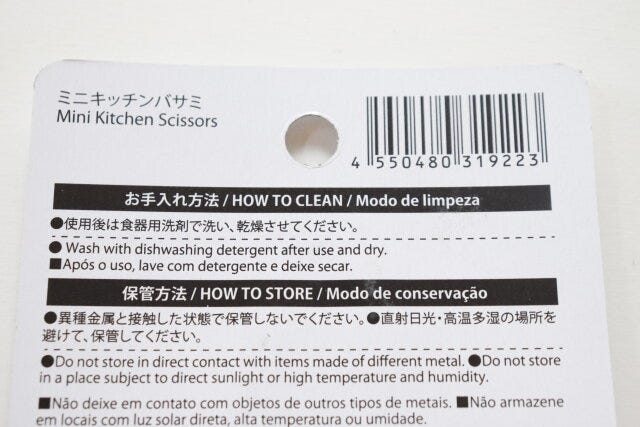 ミニキッチンバサミ
Mini Kitchen Scissors
4 550480 319223
お手入れ方法 / HOW TO CLEAN / Modo de limpeza
●使用後は食器用洗剤で洗い、乾燥させてください。
● Wash with dishwashing detergent after use and dry.
■Após o uso, lave com detergente e deixe secar.
保管方法 / HOW TO STORE / Modo de conservação
●異種金属と接触した状態で保管しないでください。●直射日光・高温多湿の場所を
避けて、保管してください。
●Do not store in direct contact with items made of different metal. ●Do not store
in a place subject to direct sunlight or high temperature and humidity.
■Não deixe em contato com objetos de outros tipos de metais. ■Não armazene
em locais com luz solar direta, alta temperatura ou umidade.